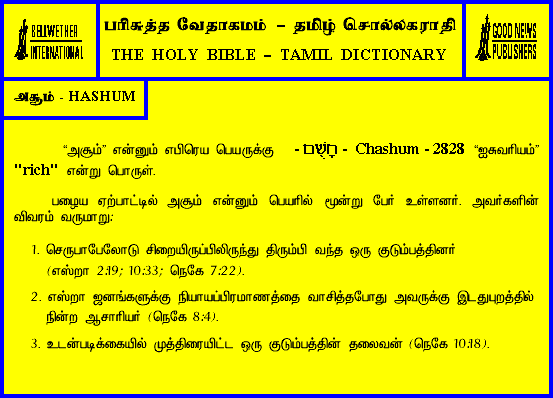 BELLWETHER
INTERNATIONAL
பரிசுத்த வேதாகமம் – தமிழ் சொல்லகராதி
THE HOLY BIBLE – TAMIL DICTIONARY
GOOD NEWS
PUBLISHERS
அசூம் - HASHUM
“அசூம்” என்னும் எபிரெய பெயருக்கு - חָשֻׁם - Chashum - 2828 “ஐசுவரியம்”
"rich" என்று பொருள்.
பழைய ஏற்பாட்டில் அசூம் என்னும் பெயரில் மூன்று பேர் உள்ளனர். அவர்களின்
விவரம் வருமாறு:
1. செருபாபேலோடு சிறையிருப்பிலிருந்து திரும்பி வந்த ஒரு குடும்பத்தினர்
(எஸ்றா 2:19; 10:33; நெகே 7:22).
2. எஸ்றா ஜனங்களுக்கு நியாயப்பிரமாணத்தை வாசித்தபோது அவருக்கு இடதுபுறத்தில்
நின்ற ஆசாரியர் (நெகே 8:4).
3. உடன்படிக்கையில் முத்திரையிட்ட ஒரு குடும்பத்தின் தலைவன் (நெகே 10:18).